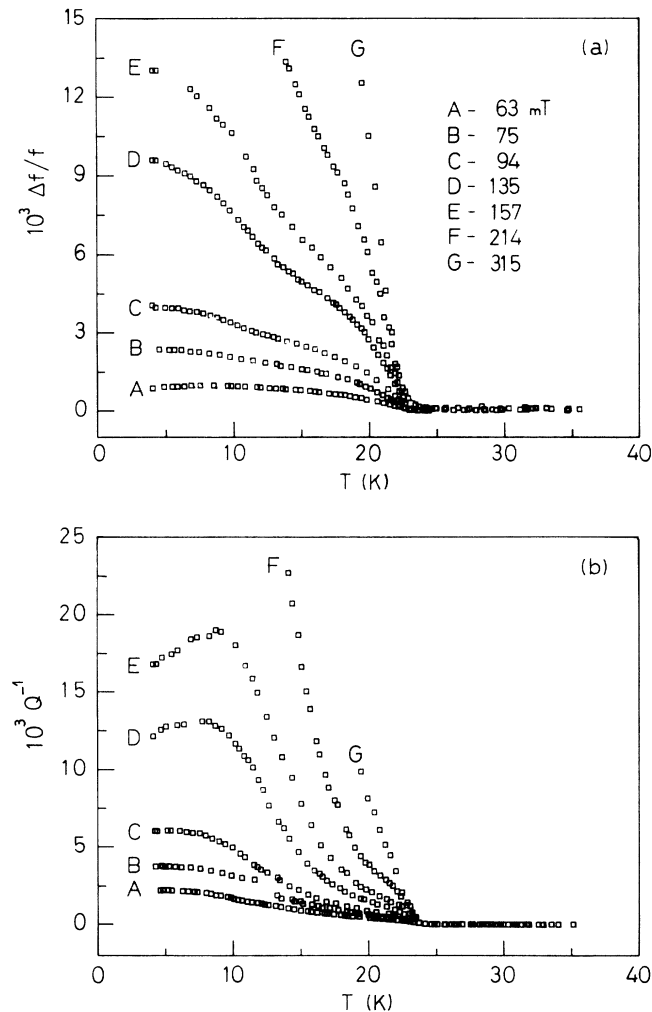 15
12
9
6
3
0
10³ Δf/f
E
D
C
B
A
F
G
(a)
A - 63 mT
B - 75
C - 94
D - 135
E - 157
F - 214
G - 315
0
10
20
30
40
T (K)
25
20
15
10
5
0
10³ Q⁻¹
F
(b)
E
G
D
C
B
A
0
10
20
30
40
T (K)